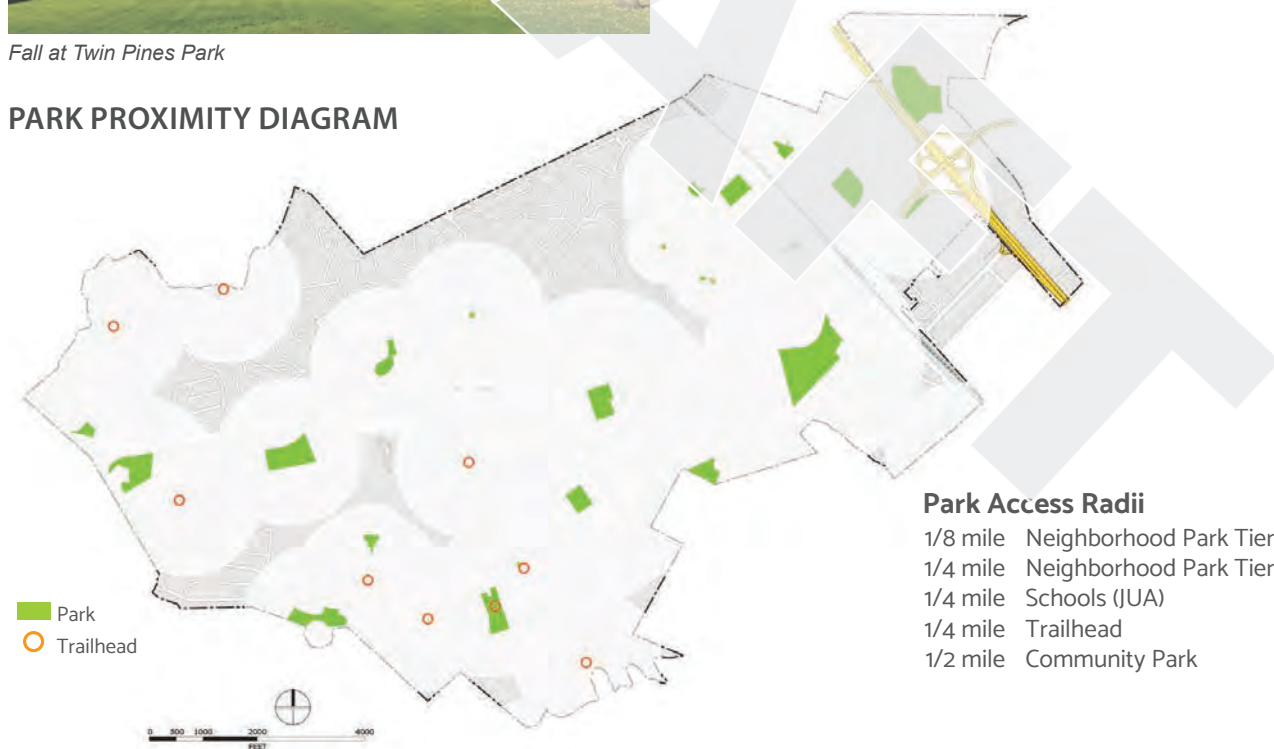 Fall at Twin Pines Park
PARK PROXIMITY DIAGRAM
Park Access Radii
1/8 mile Neighborhood Park Tier
1/4 mile Neighborhood Park Tier
1/4 mile Schools (JUA)
1/4 mile Trailhead
1/2 mile Community Park
Park
Trailhead
0 500 1000 2000 4000
FEET